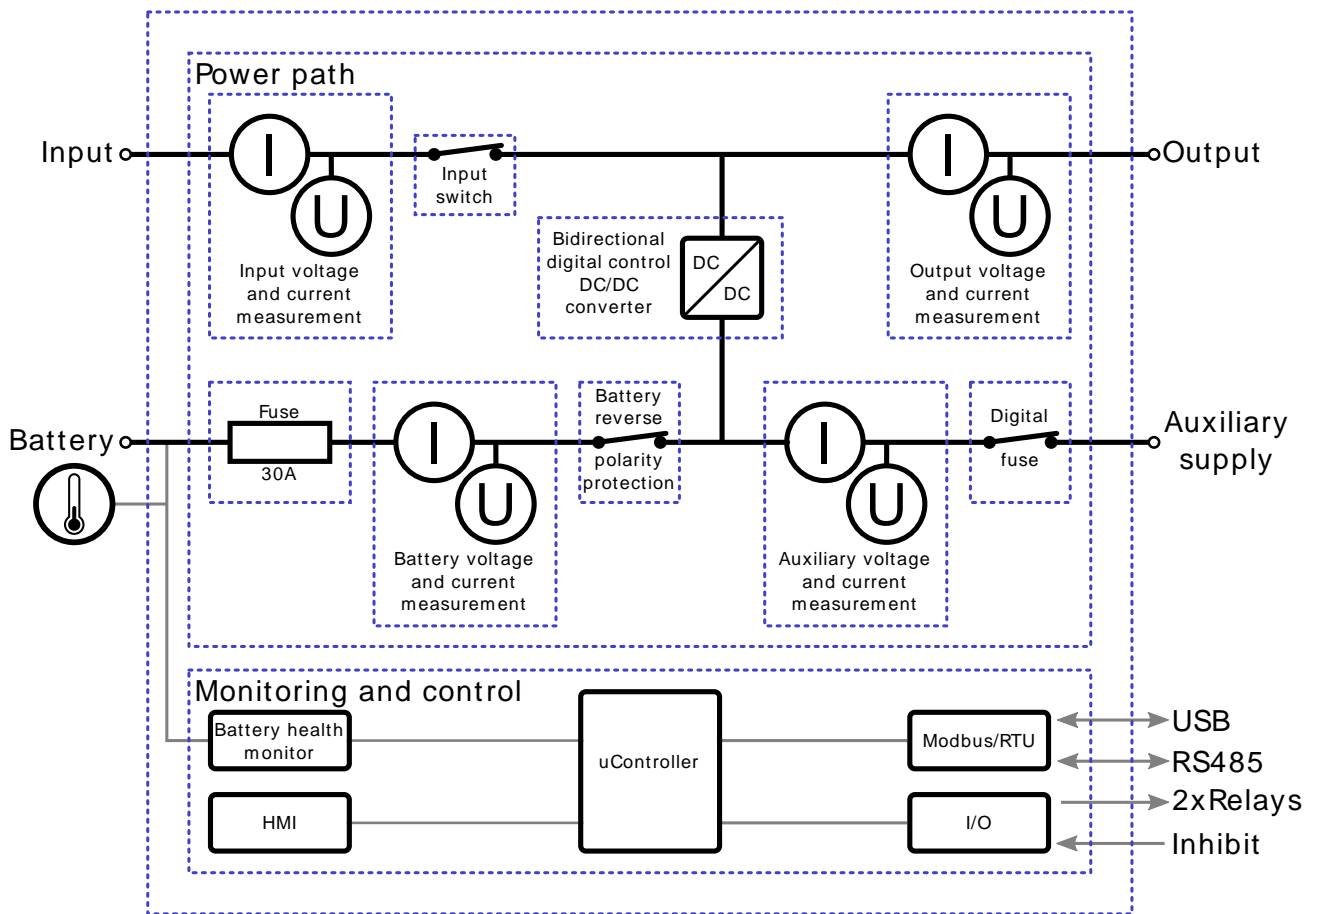 Power path
Input
I
U
Input voltage
and current
measurement
Input
switch
Bidirectional
digital control
DC/DC
converter
DC
DC
I
U
Output voltage
and current
measurement
Output
Battery
Fuse
30A
I
U
Battery voltage
and current
measurement
Battery
reverse
polarity
protection
I
U
Auxiliary voltage
and current
measurement
Digital
fuse
Auxiliary
supply
Monitoring and control
Battery health
monitor
HMI
uController
Modbus/RTU
I/O
USB
RS485
2xRelays
Inhibit